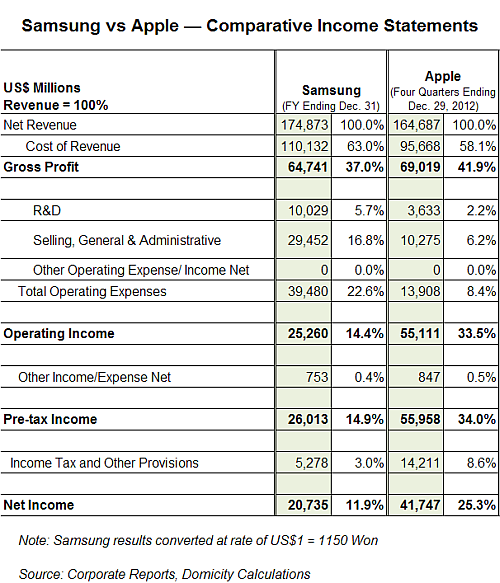 Samsung vs Apple — Comparative Income Statements
US$ Millions
Revenue = 100%
Samsung
(FY Ending Dec. 31)
Apple
(Four Quarters Ending
Dec. 29, 2012)
Net Revenue 174,873 100.0% 164,687 100.0%
Cost of Revenue 110,132 63.0% 95,668 58.1%
Gross Profit 64,741 37.0% 69,019 41.9%
R&D 10,029 5.7% 3,633 2.2%
Selling, General & Administrative 29,452 16.8% 10,275 6.2%
Other Operating Expense/ Income Net 0 0.0% 0 0.0%
Total Operating Expenses 39,480 22.6% 13,908 8.4%
Operating Income 25,260 14.4% 55,111 33.5%
Other Income/Expense Net 753 0.4% 847 0.5%
Pre-tax Income 26,013 14.9% 55,958 34.0%
Income Tax and Other Provisions 5,278 3.0% 14,211 8.6%
Net Income 20,735 11.9% 41,747 25.3%
Note: Samsung results converted at rate of US$1 = 1150 Won
Source: Corporate Reports, Domicity Calculations